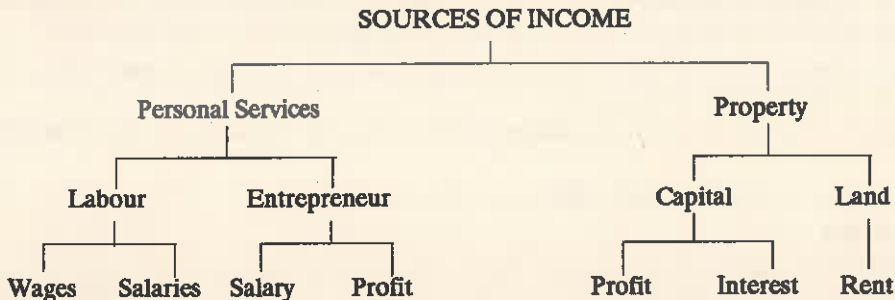 SOURCES OF INCOME
Personal Services Property
Labour Entrepreneur Capital Land
Wages Salaries Salary Profit Profit Interest Rent